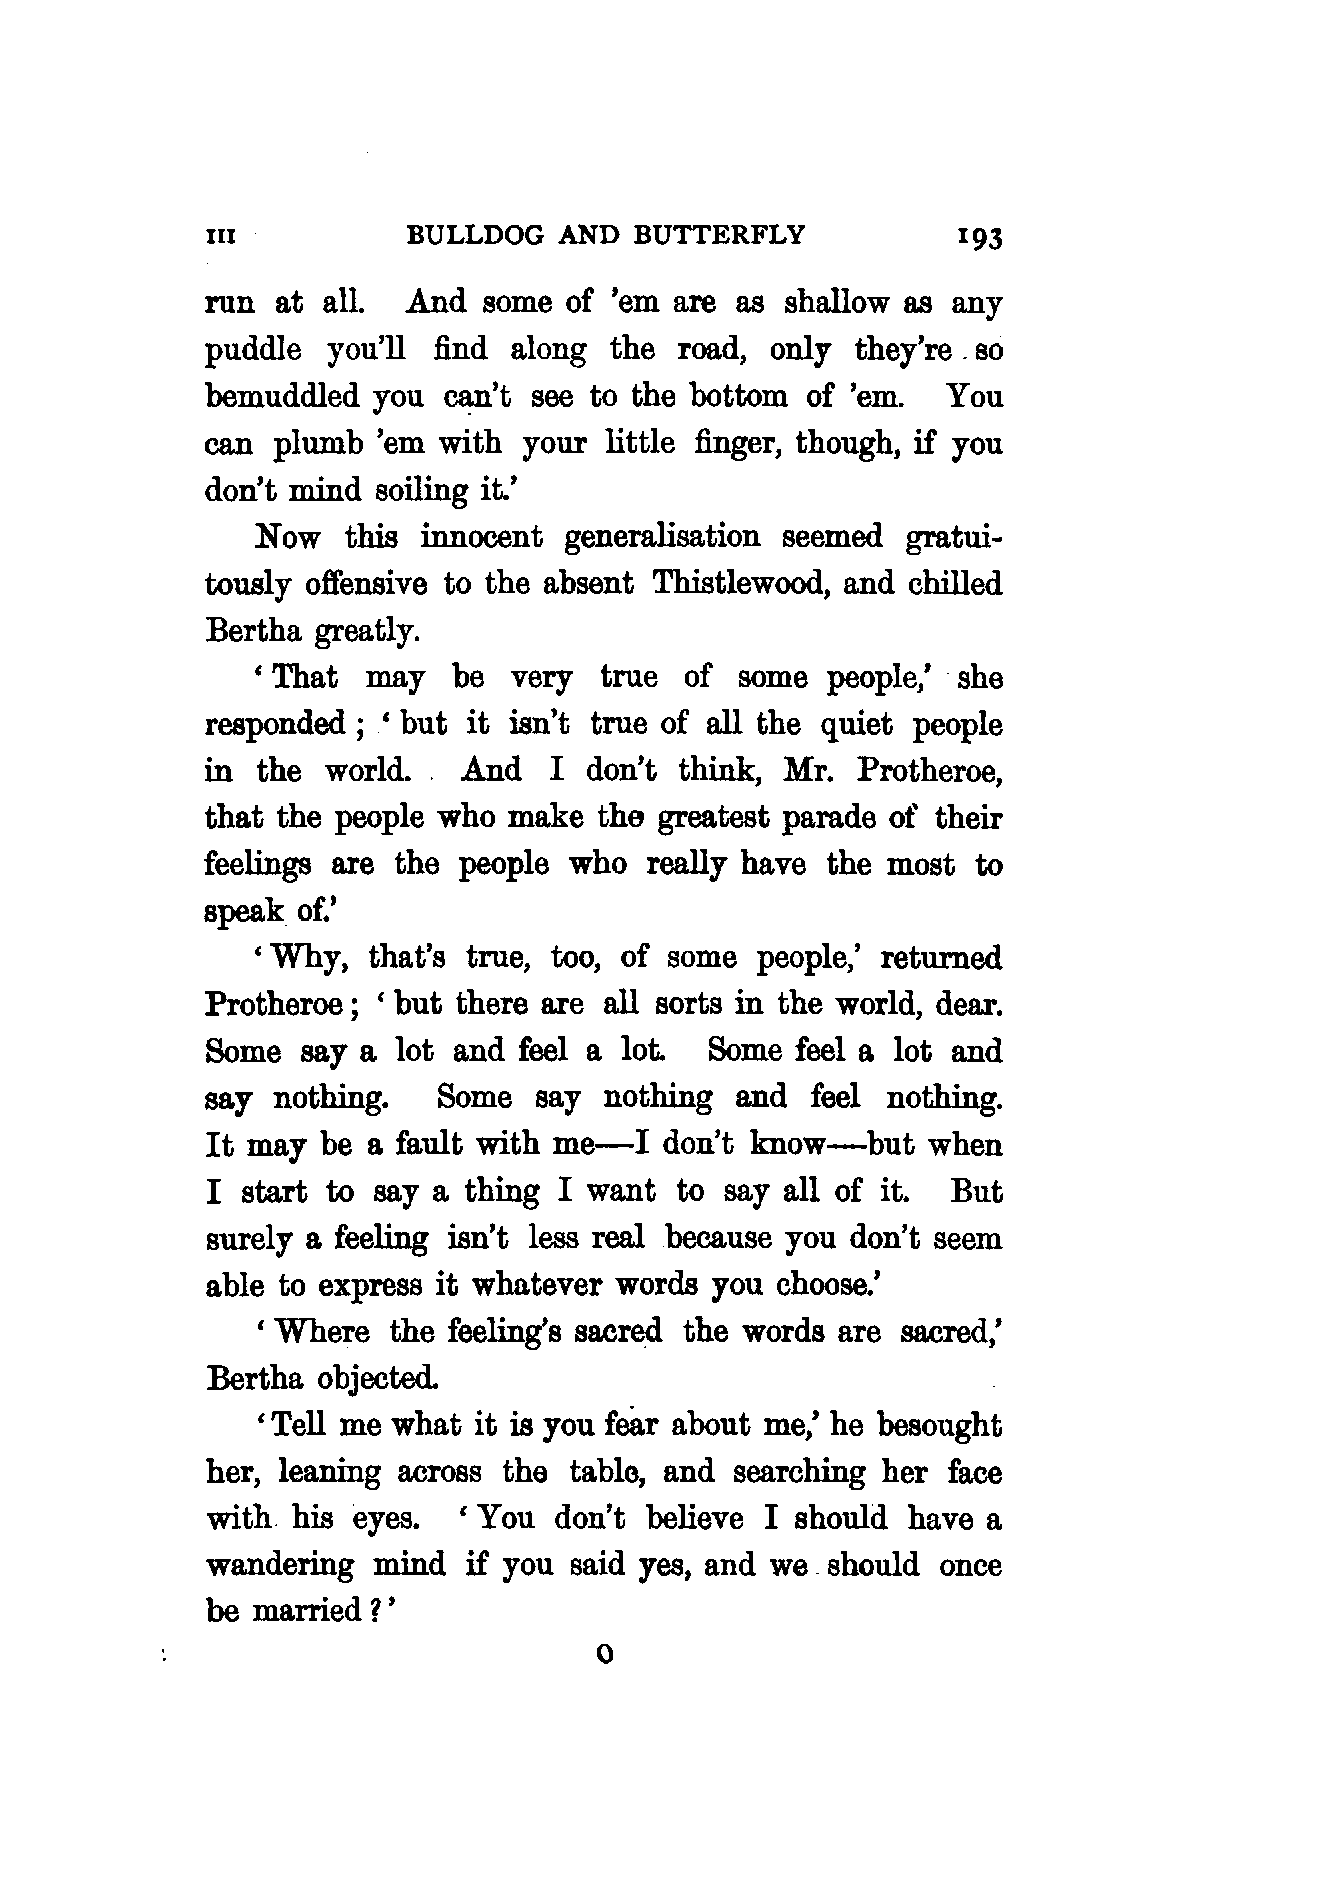 III BULLDOG AND BUTTERFLY 193
run at all. And some of 'em are as shallow as any
puddle you'll find along the road, only they're so
bemuddled you can't see to the bottom of 'em. You
can plumb 'em with your little finger, though, if you
don't mind soiling it.'
Now this innocent generalisation seemed gratui-
tously offensive to the absent Thistlewood, and chilled
Bertha greatly.
‘That may be very true of some people,’ she
responded; ‘but it isn't true of all the quiet people
in the world. And I don't think, Mr. Protheroe,
that the people who make the greatest parade of their
feelings are the people who really have the most to
speak of.’
‘Why, that's true, too, of some people,’ returned
Protheroe; ‘but there are all sorts in the world, dear.
Some say a lot and feel a lot. Some feel a lot and
say nothing. Some say nothing and feel nothing.
It may be a fault with me—I don't know—but when
I start to say a thing I want to say all of it. But
surely a feeling isn't less real because you don't seem
able to express it whatever words you choose.’
‘Where the feeling's sacred the words are sacred,’
Bertha objected.
‘Tell me what it is you fear about me,’ he besought
her, leaning across the table, and searching her face
with his eyes. ‘You don't believe I should have a
wandering mind if you said yes, and we should once
be married?’
O